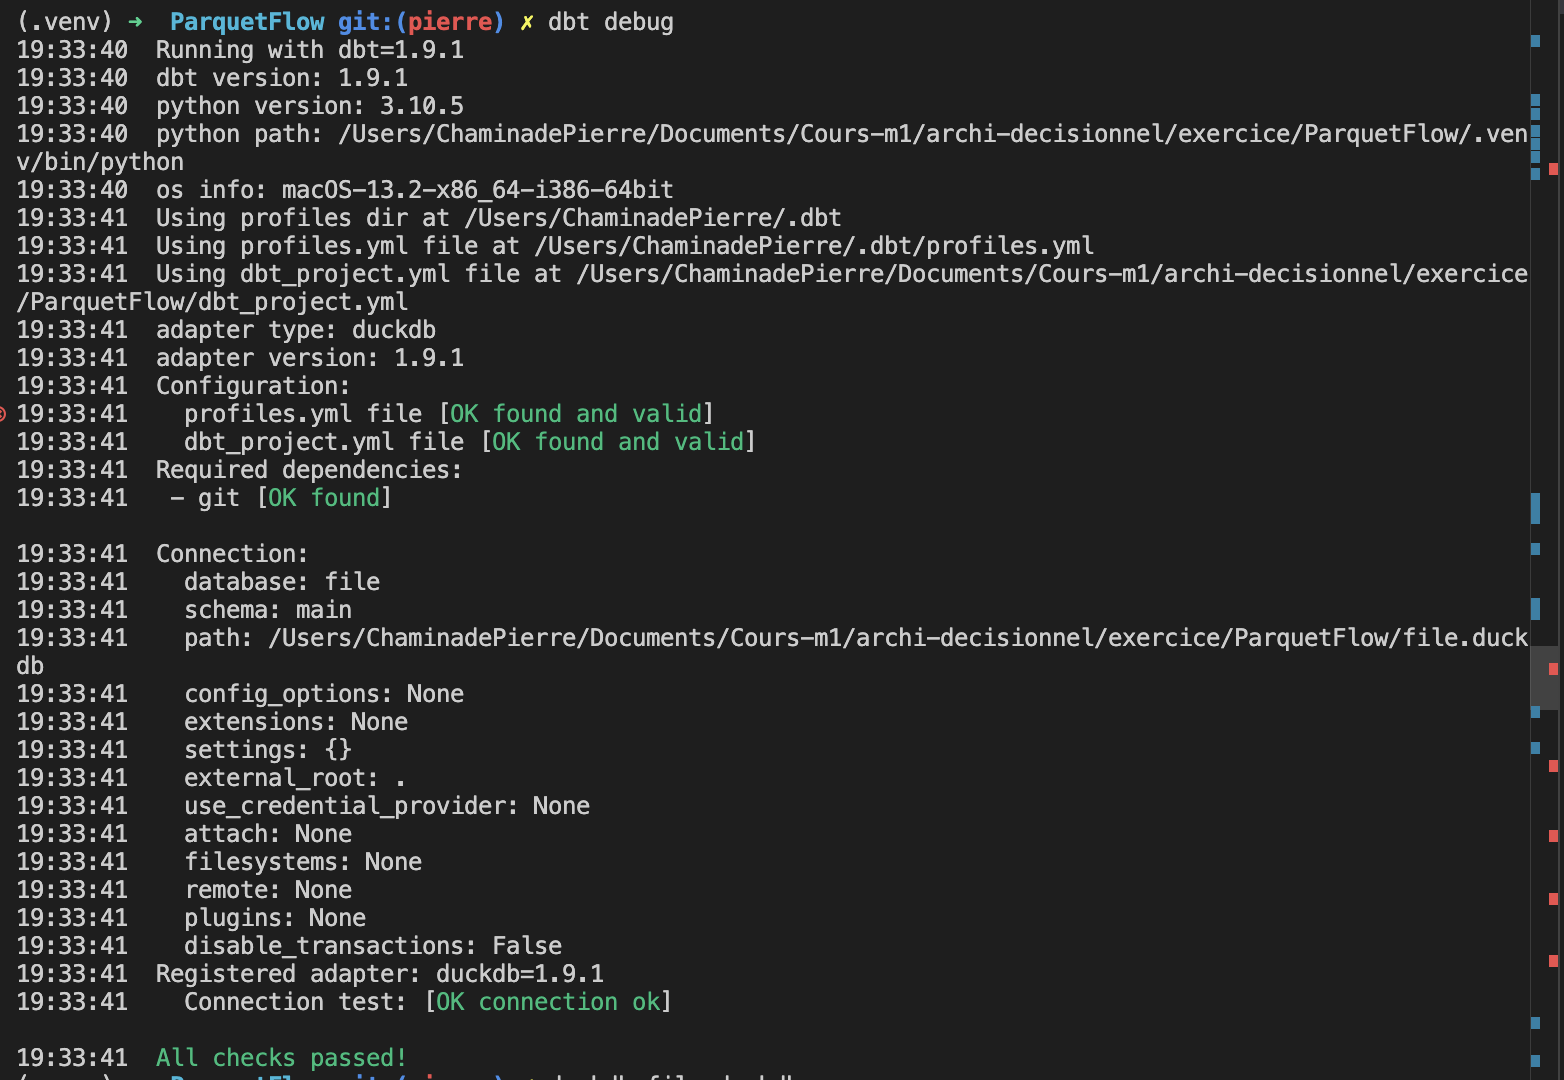 (.venv) ➜  ParquetFlow git:(pierre) ✗ dbt debug
19:33:40  Running with dbt=1.9.1
19:33:40  dbt version: 1.9.1
19:33:40  python version: 3.10.5
19:33:40  python path: /Users/ChaminadePierre/Documents/Cours-m1/archi-decisionnel/exercice/ParquetFlow/.ven
v/bin/python
19:33:40  os info: macOS-13.2-x86_64-i386-64bit
19:33:41  Using profiles dir at /Users/ChaminadePierre/.dbt
19:33:41  Using profiles.yml file at /Users/ChaminadePierre/.dbt/profiles.yml
19:33:41  Using dbt_project.yml file at /Users/ChaminadePierre/Documents/Cours-m1/archi-decisionnel/exercice
/ParquetFlow/dbt_project.yml
19:33:41  adapter type: duckdb
19:33:41  adapter version: 1.9.1
19:33:41  Configuration:
19:33:41    profiles.yml file [OK found and valid]
19:33:41    dbt_project.yml file [OK found and valid]
19:33:41  Required dependencies:
19:33:41   - git [OK found]
19:33:41  Connection:
19:33:41    database: file
19:33:41    schema: main
19:33:41    path: /Users/ChaminadePierre/Documents/Cours-m1/archi-decisionnel/exercice/ParquetFlow/file.duck
db
19:33:41    config_options: None
19:33:41    extensions: None
19:33:41    settings: {}
19:33:41    external_root: .
19:33:41    use_credential_provider: None
19:33:41    attach: None
19:33:41    filesystems: None
19:33:41    remote: None
19:33:41    plugins: None
19:33:41    disable_transactions: False
19:33:41  Registered adapter: duckdb=1.9.1
19:33:41    Connection test: [OK connection ok]
19:33:41  All checks passed!